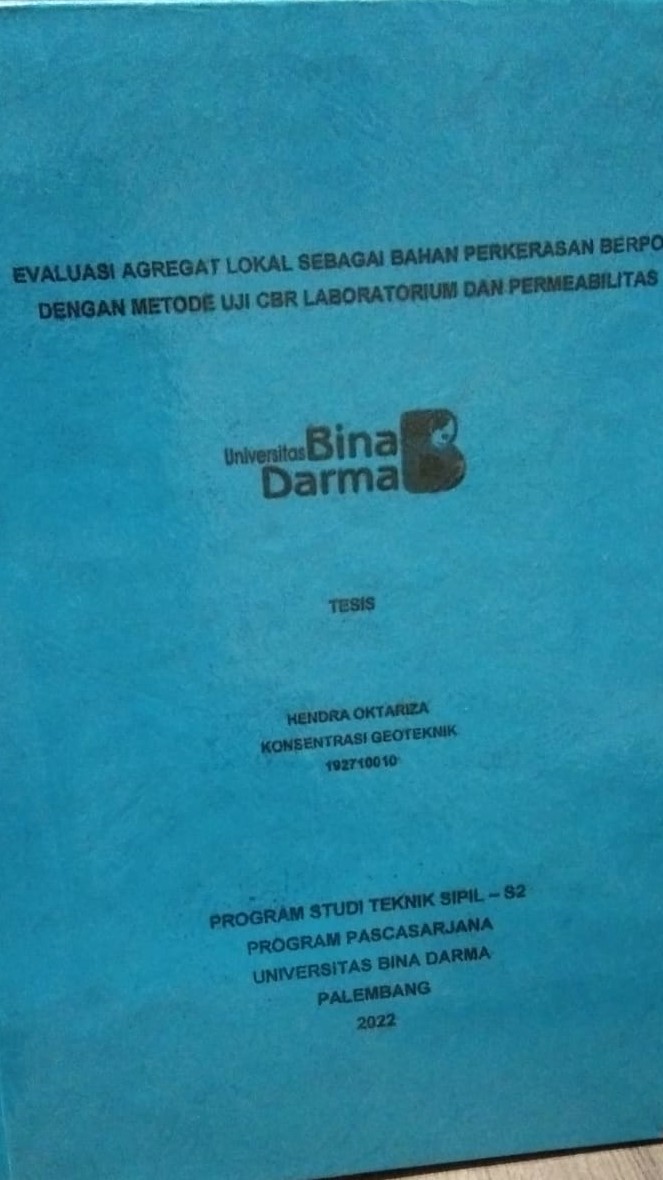 EVALUASI AGREGAT LOKAL SEBAGAI BAHAN PERKERASAN BERPO
DENGAN METODE UJI CBR LABORATORIUM DAN PERMEABILITAS
Universitas Bina
Darma
TESIS
HENDRA OKTARIZA
KONSENTRASI GEOTEKNIK
192710010
PROGRAM STUDI TEKNIK SIPIL – S2
PROGRAM PASCASARJANA
UNIVERSITAS BINA DARMA
PALEMBANG
2022